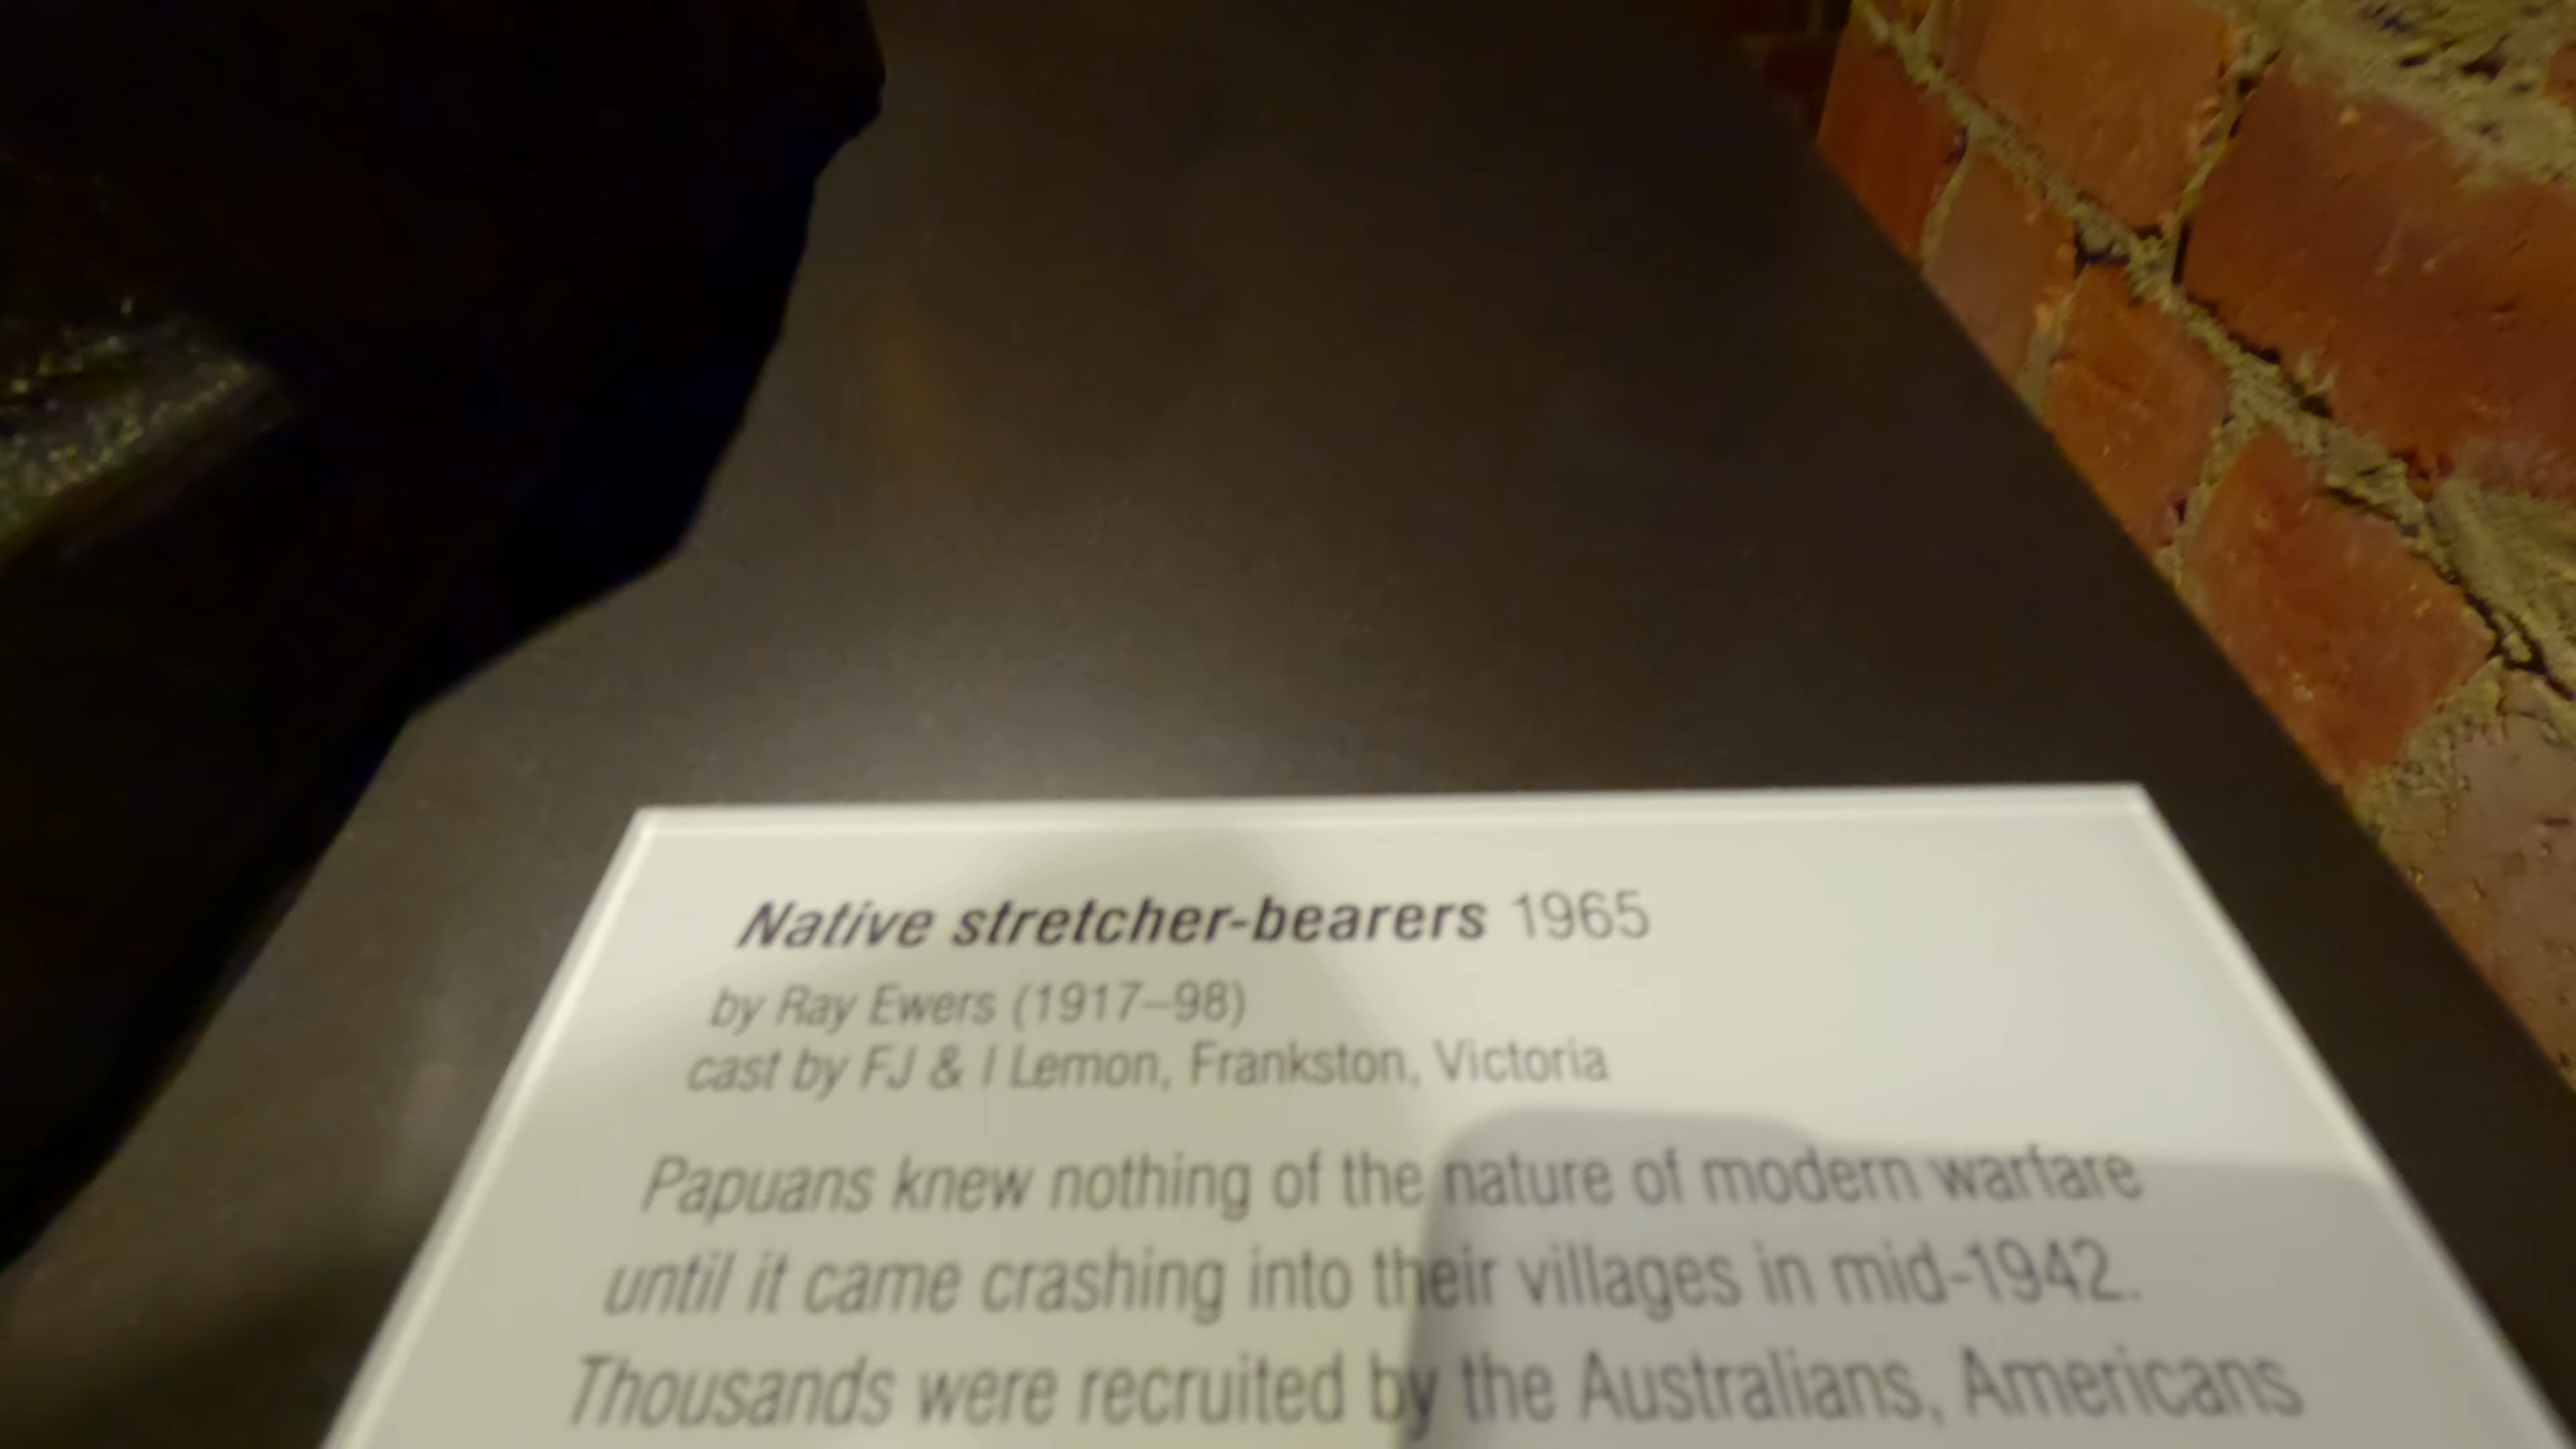 Native stretcher-bearers 1965
by Ray Ewers (1917–98)
cast by FJ & I Lemon, Frankston, Victoria
Papuans knew nothing of the nature of modern warfare
until it came crashing into their villages in mid-1942.
Thousands were recruited by the Australians, Americans